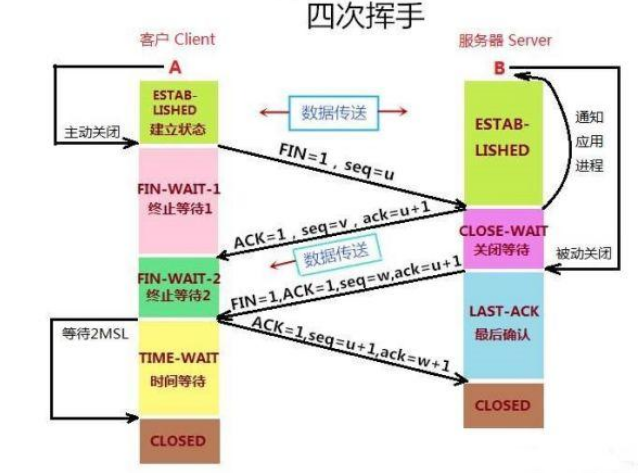 四次挥手
客户 Client
服务器 Server
A
B
ESTAB-
LISHED
建立状态
主动关闭
数据传送
ESTAB-
LISHED
通知
应用
进程
FIN=1，seq=u
FIN-WAIT-1
终止等待1
ACK=1，seq=v，ack=u+1
CLOSE-WAIT
关闭等待
被动关闭
数据传送
FIN-WAIT-2
终止等待2
FIN=1,ACK=1,seq=w,ack=u+1
ACK=1,seq=u+1,ack=w+1
LAST-ACK
最后确认
等待2MSL
TIME-WAIT
时间等待
CLOSED
CLOSED